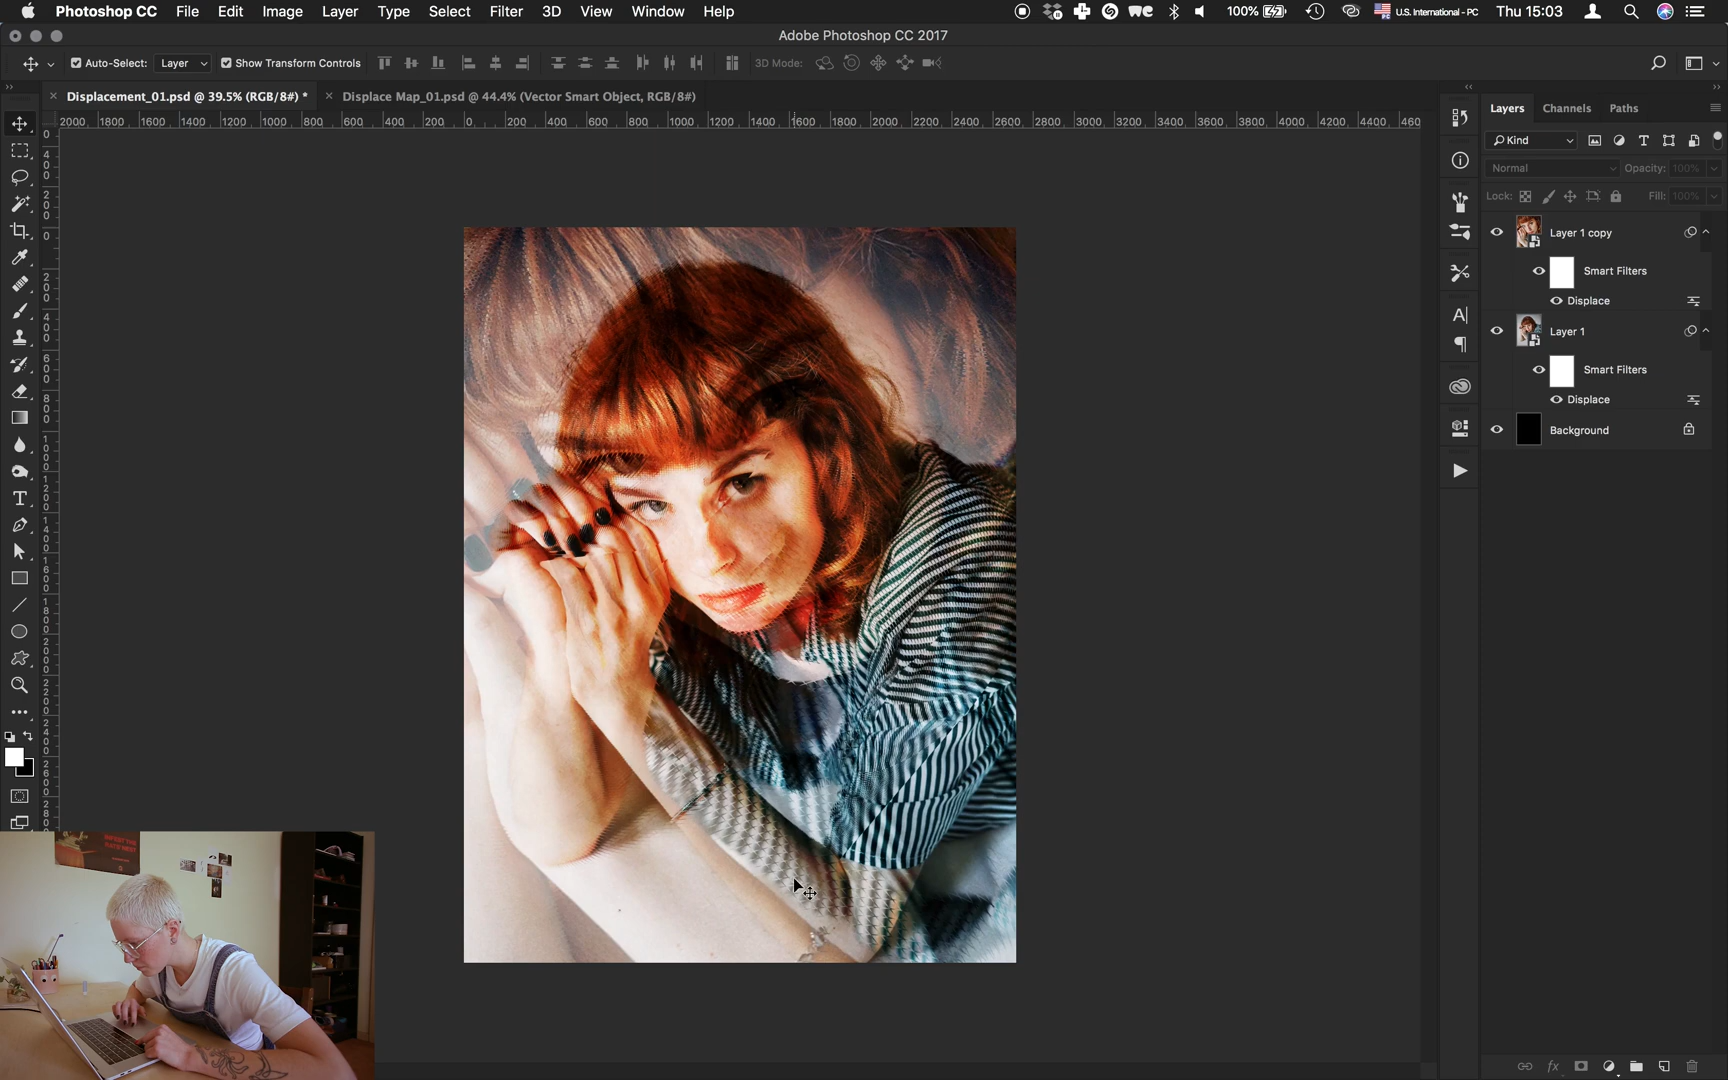 Photoshop CC File Edit Image Layer Type Select Filter 3D View Window Help 100% U.S. International - PC Thu 15:03
Adobe Photoshop CC 2017
Auto-Select: Layer Show Transform Controls 3D Mode:
Displacement_01.psd @ 39.5% (RGB/8#) * Displace Map_01.psd @ 44.4% (Vector Smart Object, RGB/8#)
2000 1800 1600 1400 1200 1000 800 600 400 200 0 200 400 600 800 1000 1200 1400 1600 1800 2000 2200 2400 2600 2800 3000 3200 3400 3600 3800 4000 4200 4400 460
Layers Channels Paths
Kind
Normal Opacity: 100%
Lock: Fill: 100%
Layer 1 copy
Smart Filters
Displace
Layer 1
Smart Filters
Displace
Background